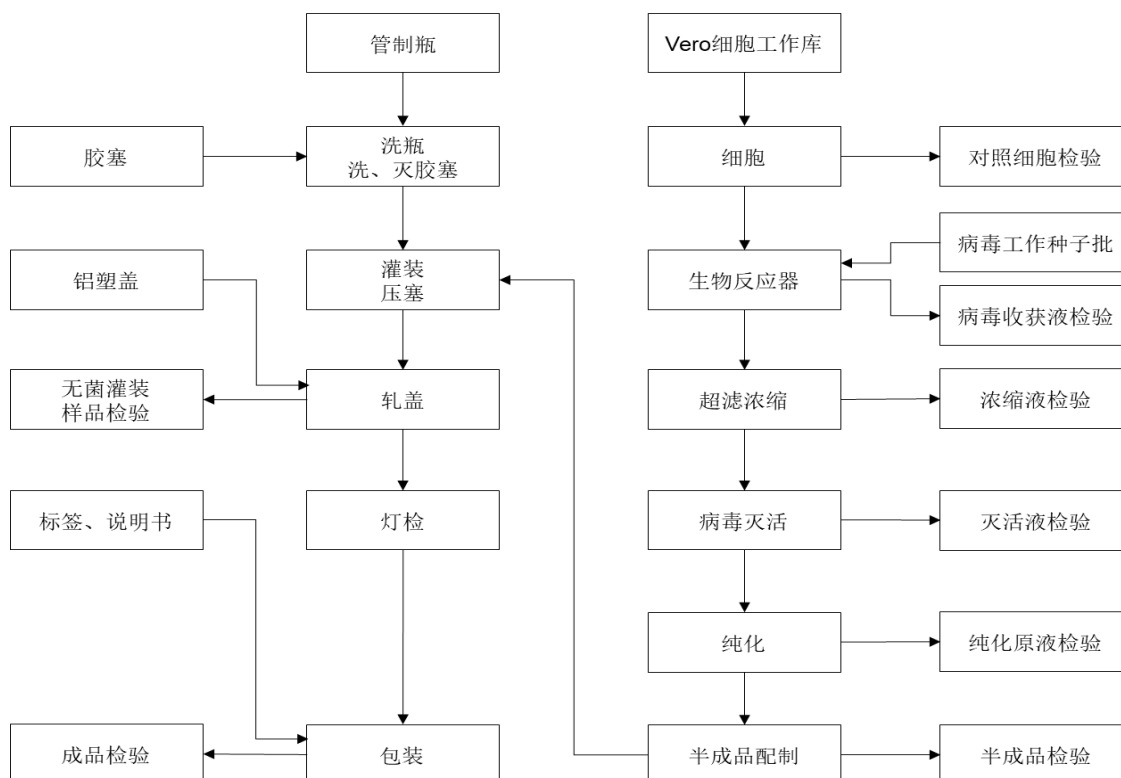 管制瓶
Vero细胞工作库
胶塞
洗瓶
洗、灭胶塞
细胞
对照细胞检验
病毒工作种子批
铝塑盖
灌装
压塞
生物反应器
病毒收获液检验
无菌灌装
样品检验
轧盖
超滤浓缩
浓缩液检验
标签、说明书
灯检
病毒灭活
灭活液检验
纯化
纯化原液检验
成品检验
包装
半成品配制
半成品检验